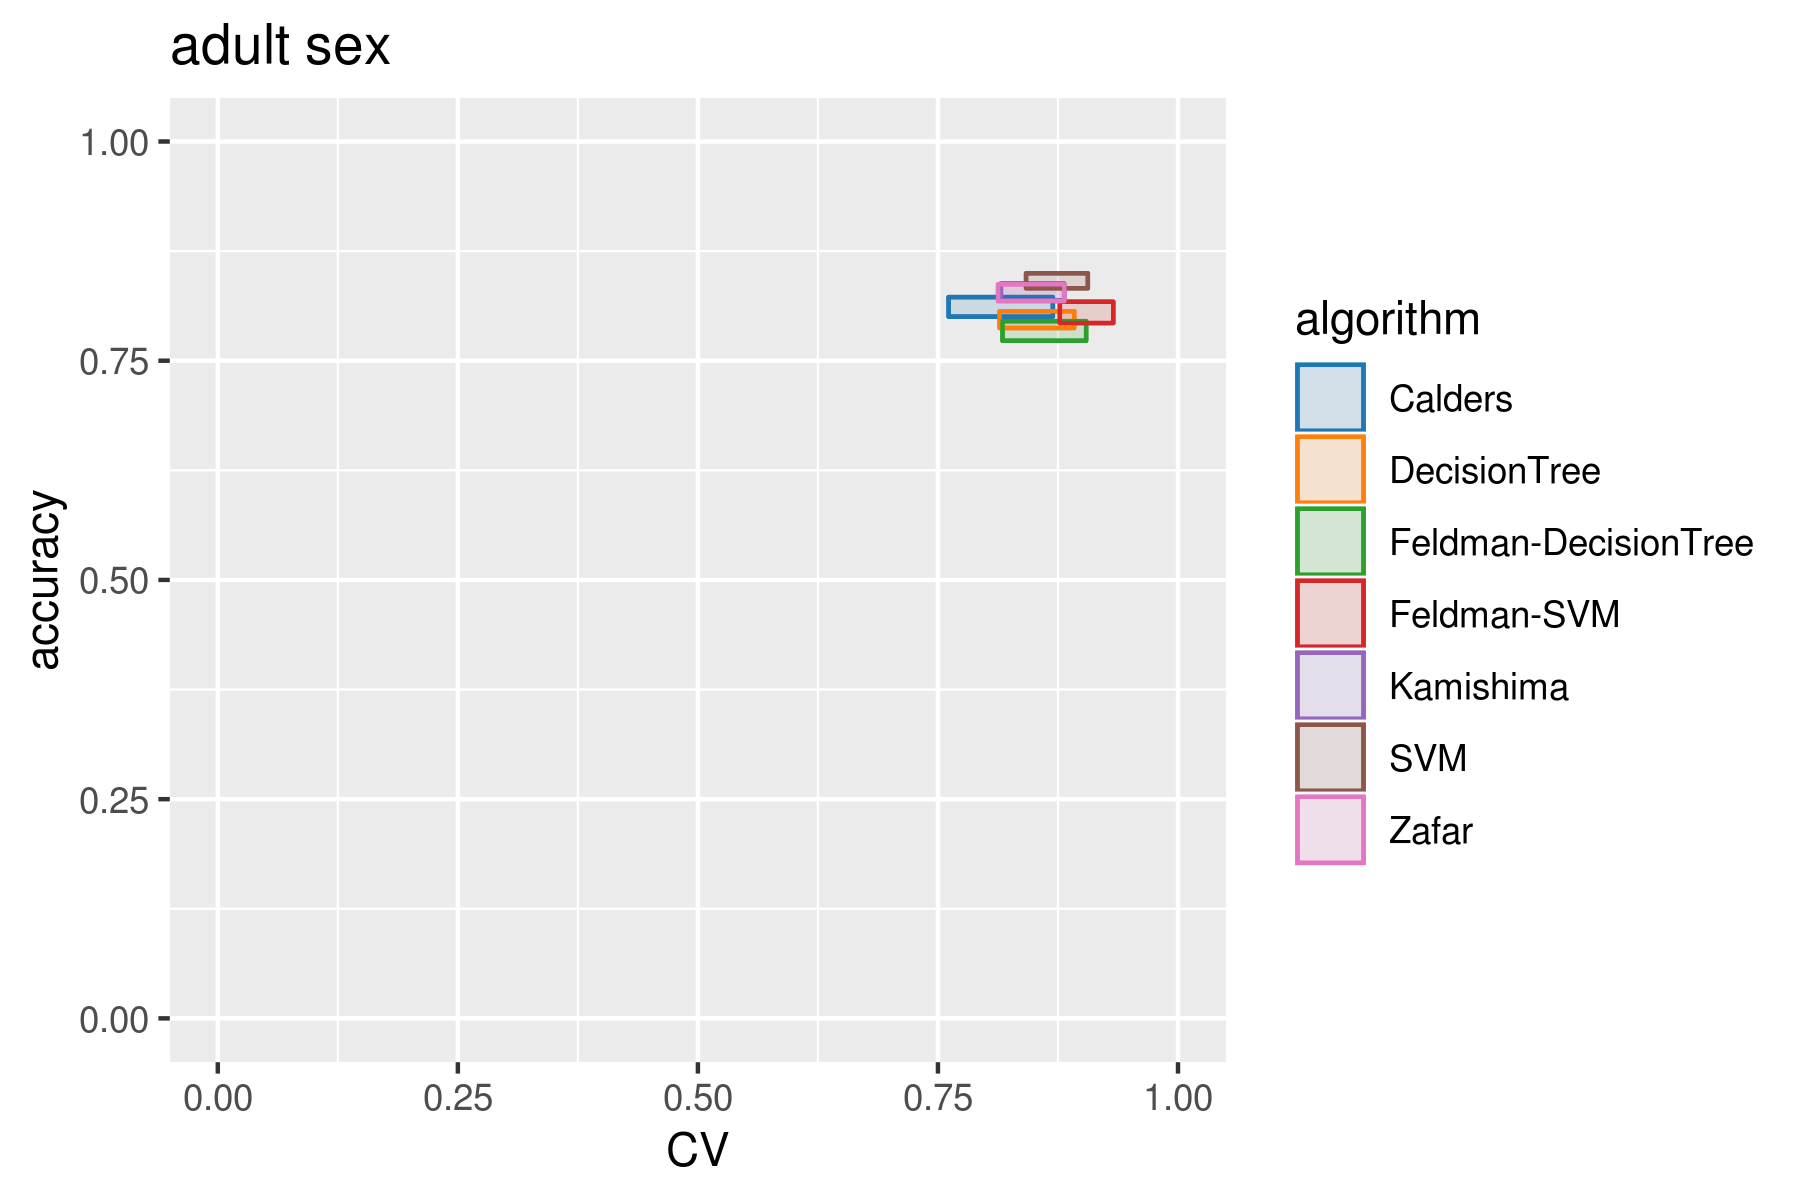 adult sex
1.00
0.75
0.50
0.25
0.00
accuracy
0.00 0.25 0.50 0.75 1.00
CV
algorithm
Calders
DecisionTree
Feldman-DecisionTree
Feldman-SVM
Kamishima
SVM
Zafar